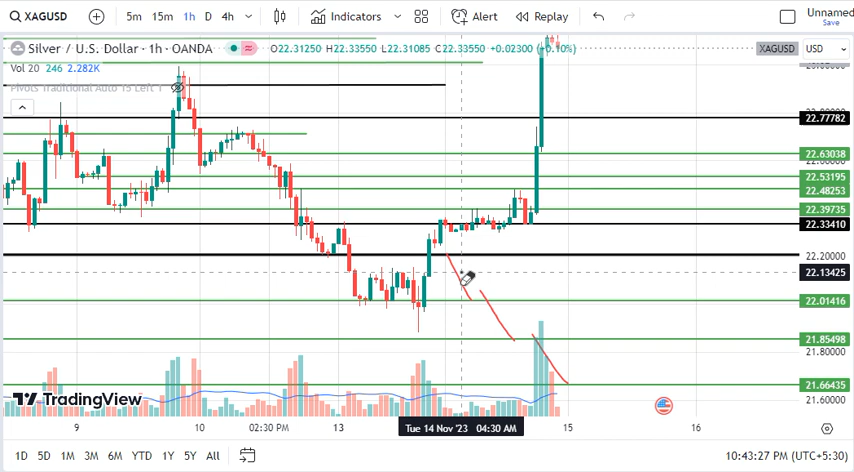 XAGUSD 5m 15m 1h D 4h Indicators Alert Replay Unnamed
Save
Silver / U.S. Dollar · 1h · OANDA O22.31250 H22.33550 L22.31085 C22.33550 +0.02300 (+0.10%) XAGUSD USD
Vol 20 246 2.282K
Pivots Traditional Auto 15 Left 1
22.77782
22.63038
22.60000
22.53195
22.48253
22.39735
22.33410
22.20000
22.13425
22.01416
21.85498
21.80000
21.66435
21.60000
TradingView
9 10 02:30 PM 13 Tue 14 Nov '23 04:30 AM 15 16
1D 5D 1M 3M 6M YTD 1Y 5Y All 10:43:27 PM (UTC+5:30)